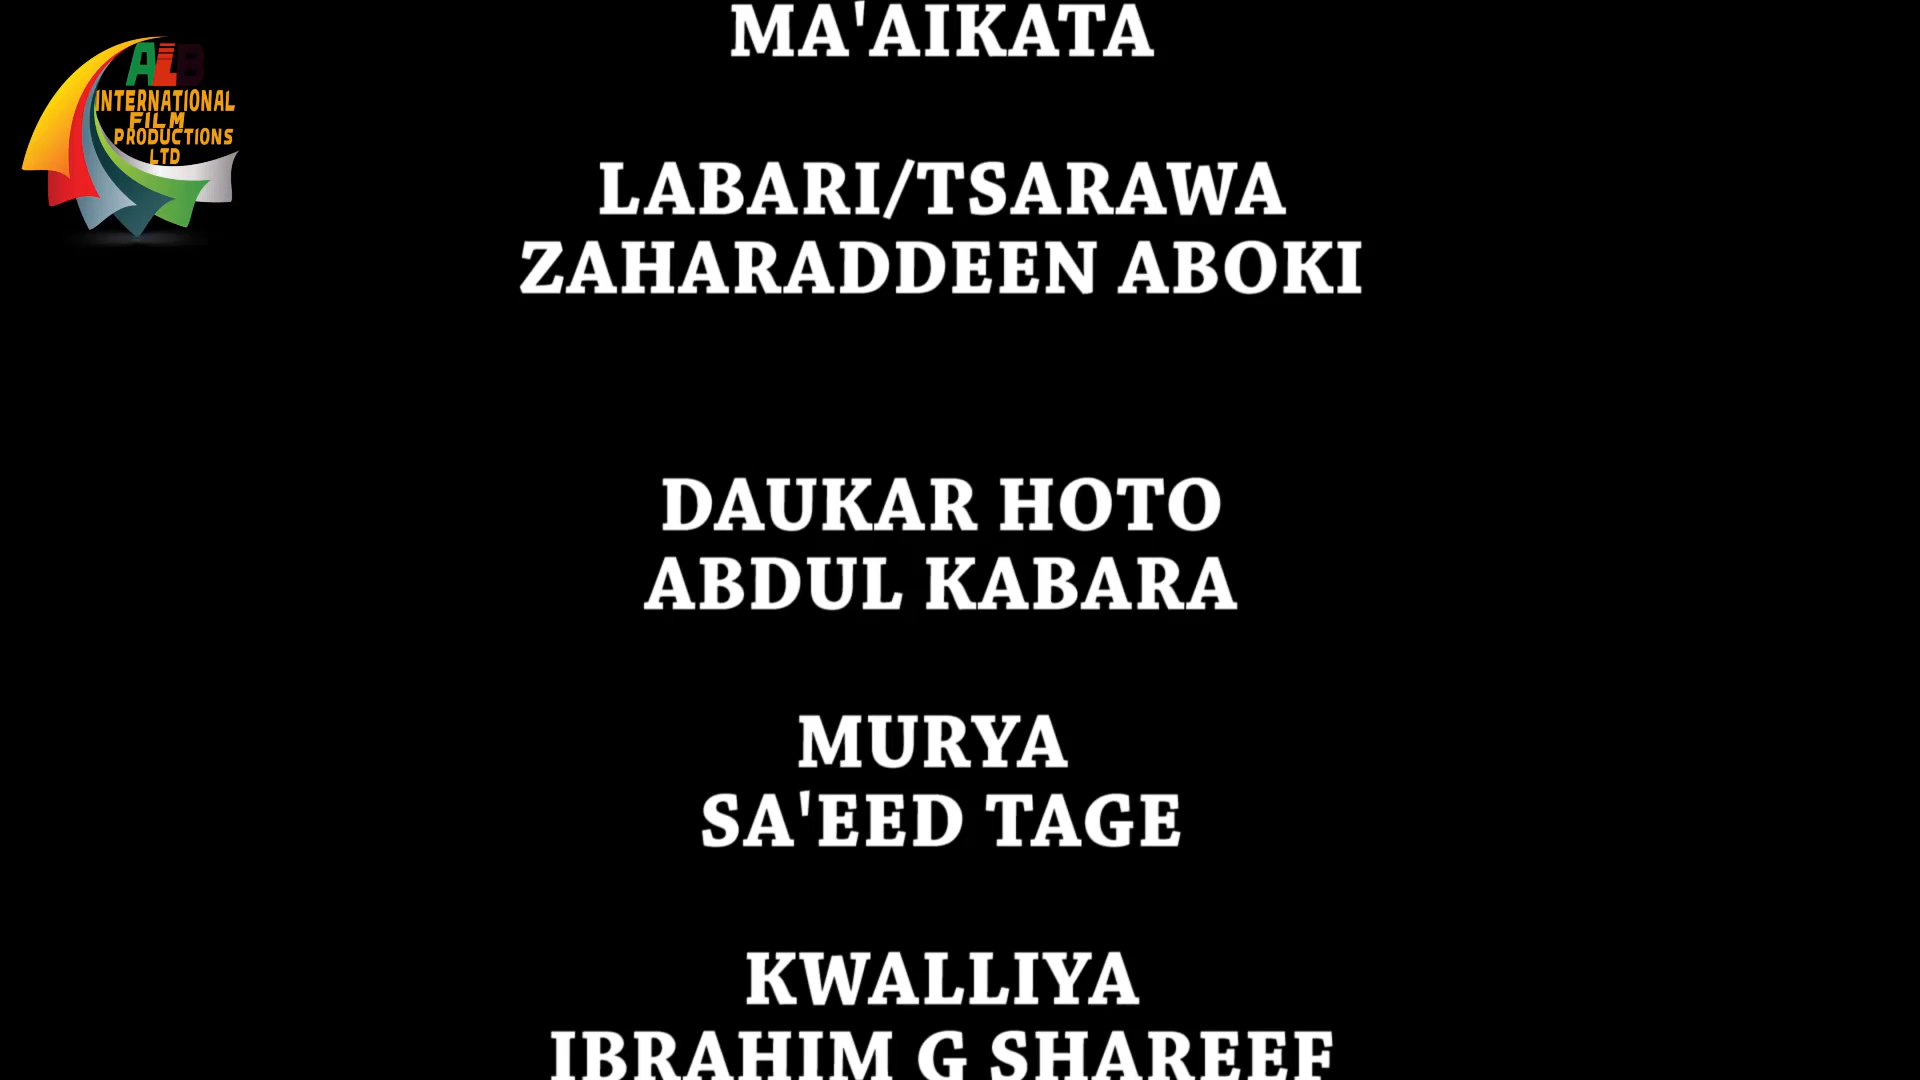 MA'AIKATA
ALB
INTERNATIONAL
FILM
PRODUCTIONS
LTD
LABARI/TSARAWA
ZAHARADDEEN ABOKI
DAUKAR HOTO
ABDUL KABARA
MURYA
SA'EED TAGE
KWALLIYA
IBRAHIM G SHAREEF